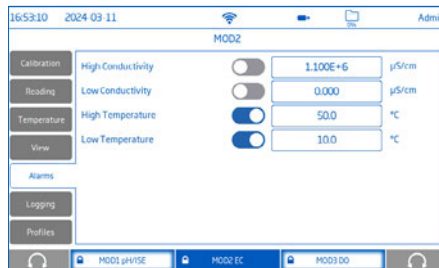 16:53:10 2024-03-11 0% Admi
MOD2
Calibration
High Conductivity 1.100E+6 µS/cm
Reading
Low Conductivity 0.000 µS/cm
Temperature
High Temperature 50.0 °C
View
Low Temperature 10.0 °C
Alarms
Logging
Profiles
MOD1 pH/ISE MOD2 EC MOD3 DO